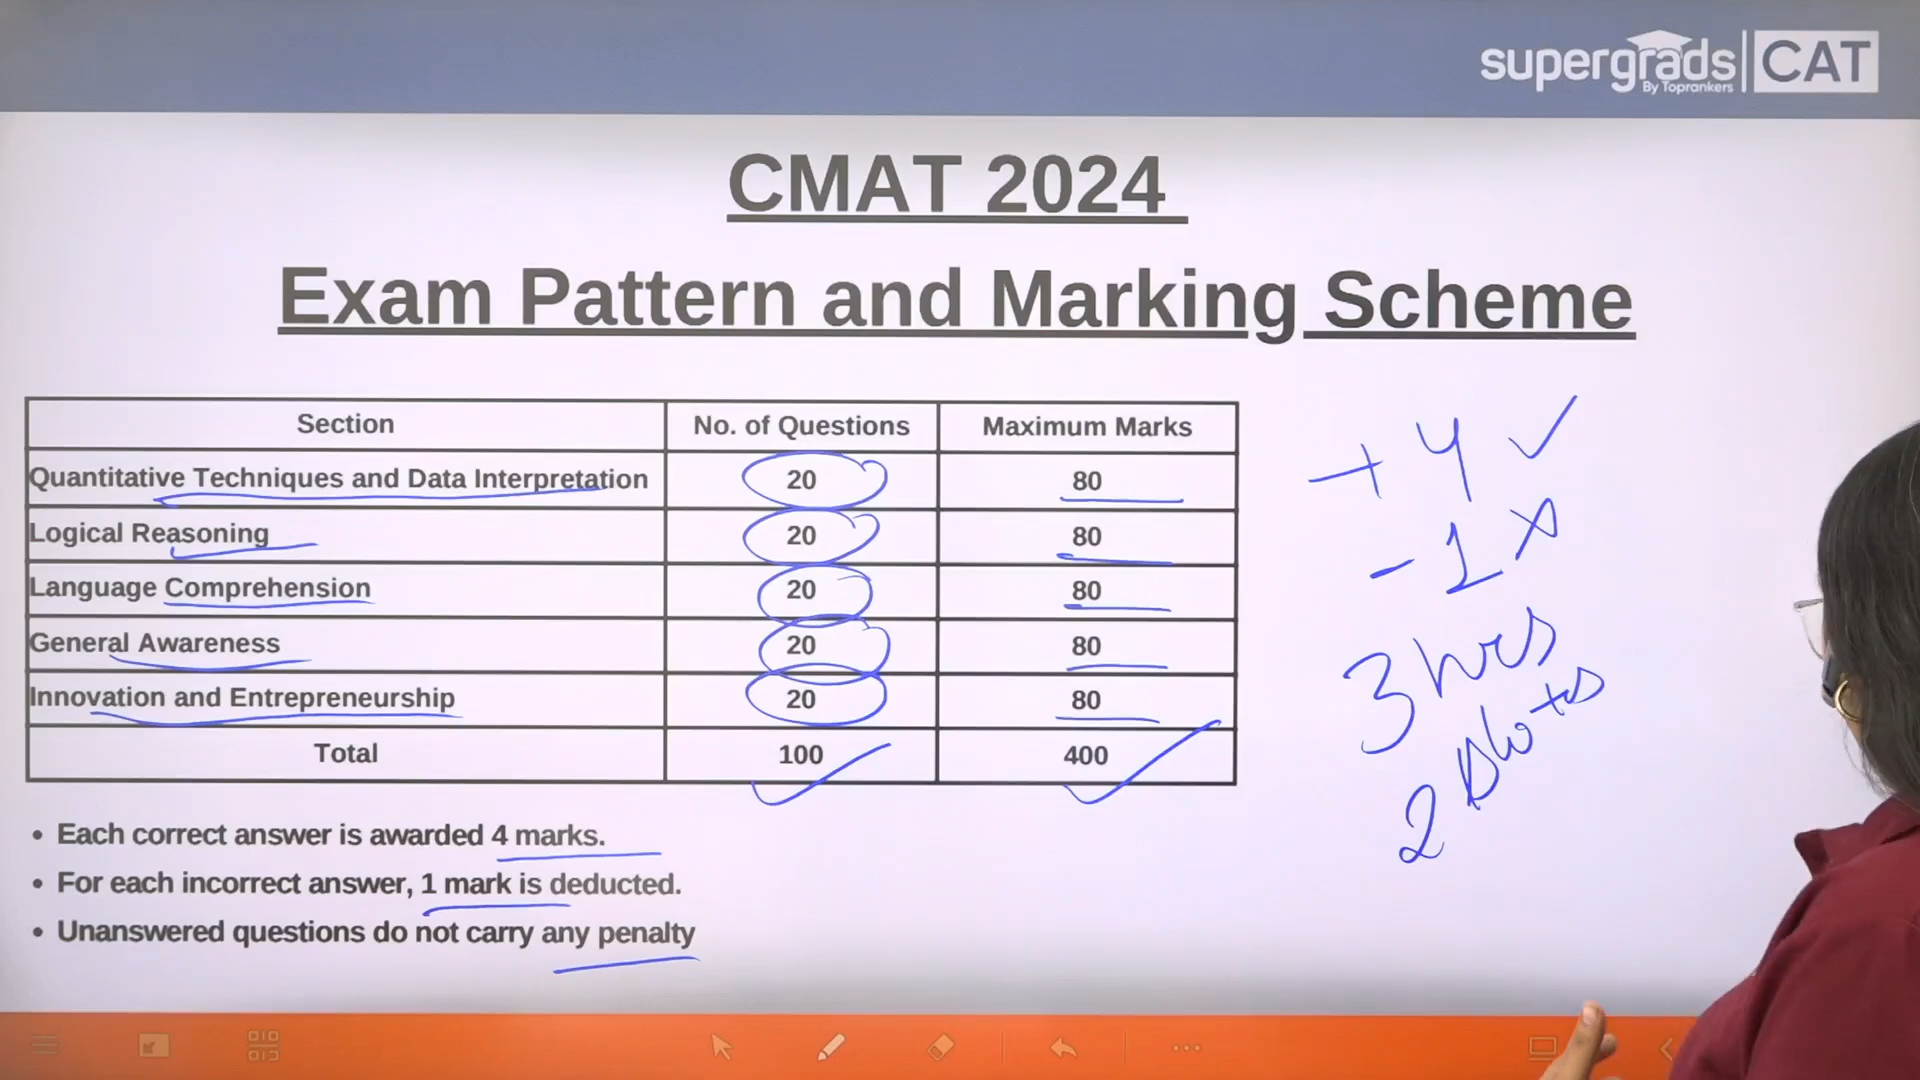 supergrads CAT
By Toprankers
CMAT 2024
Exam Pattern and Marking Scheme
Section No. of Questions Maximum Marks
Quantitative Techniques and Data Interpretation 20 80
Logical Reasoning 20 80
Language Comprehension 20 80
General Awareness 20 80
Innovation and Entrepreneurship 20 80
Total 100 400
• Each correct answer is awarded 4 marks.
• For each incorrect answer, 1 mark is deducted.
• Unanswered questions do not carry any penalty
+4 ✓
-1 ×
3 hrs
2 slots